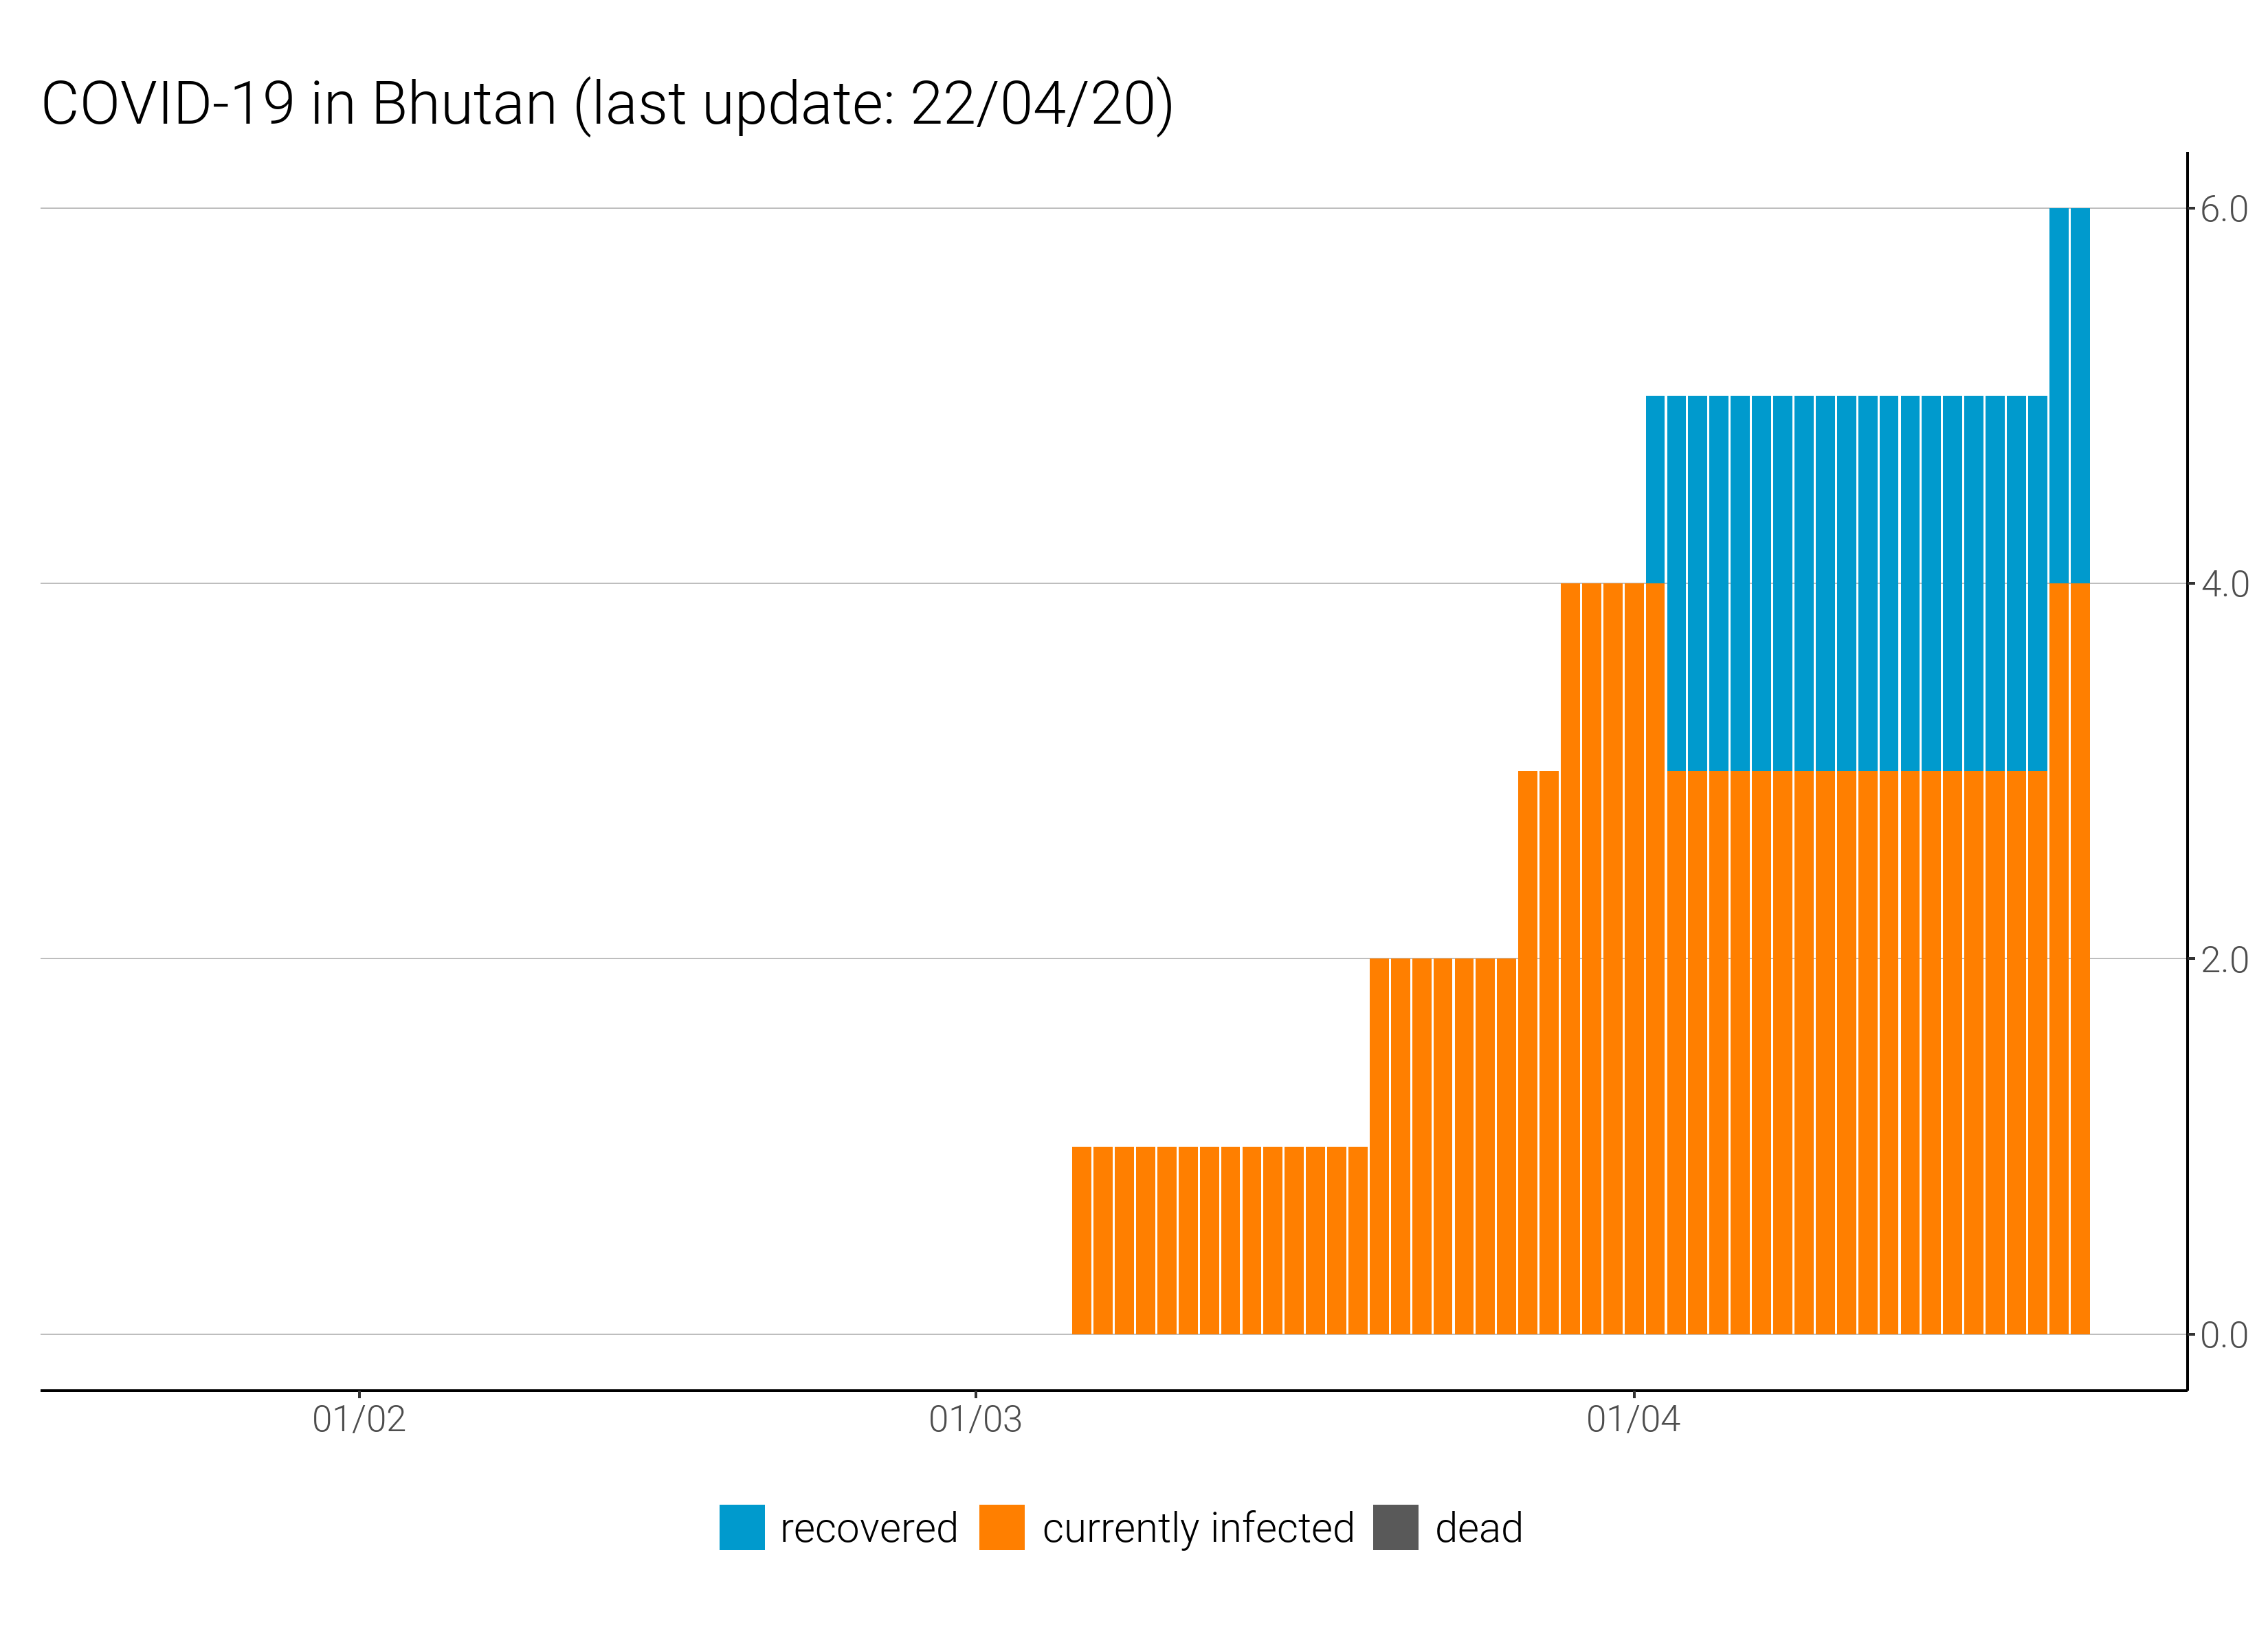 COVID-19 in Bhutan (last update: 22/04/20)
6.0
4.0
2.0
0.0
01/02 01/03 01/04
recovered currently infected dead